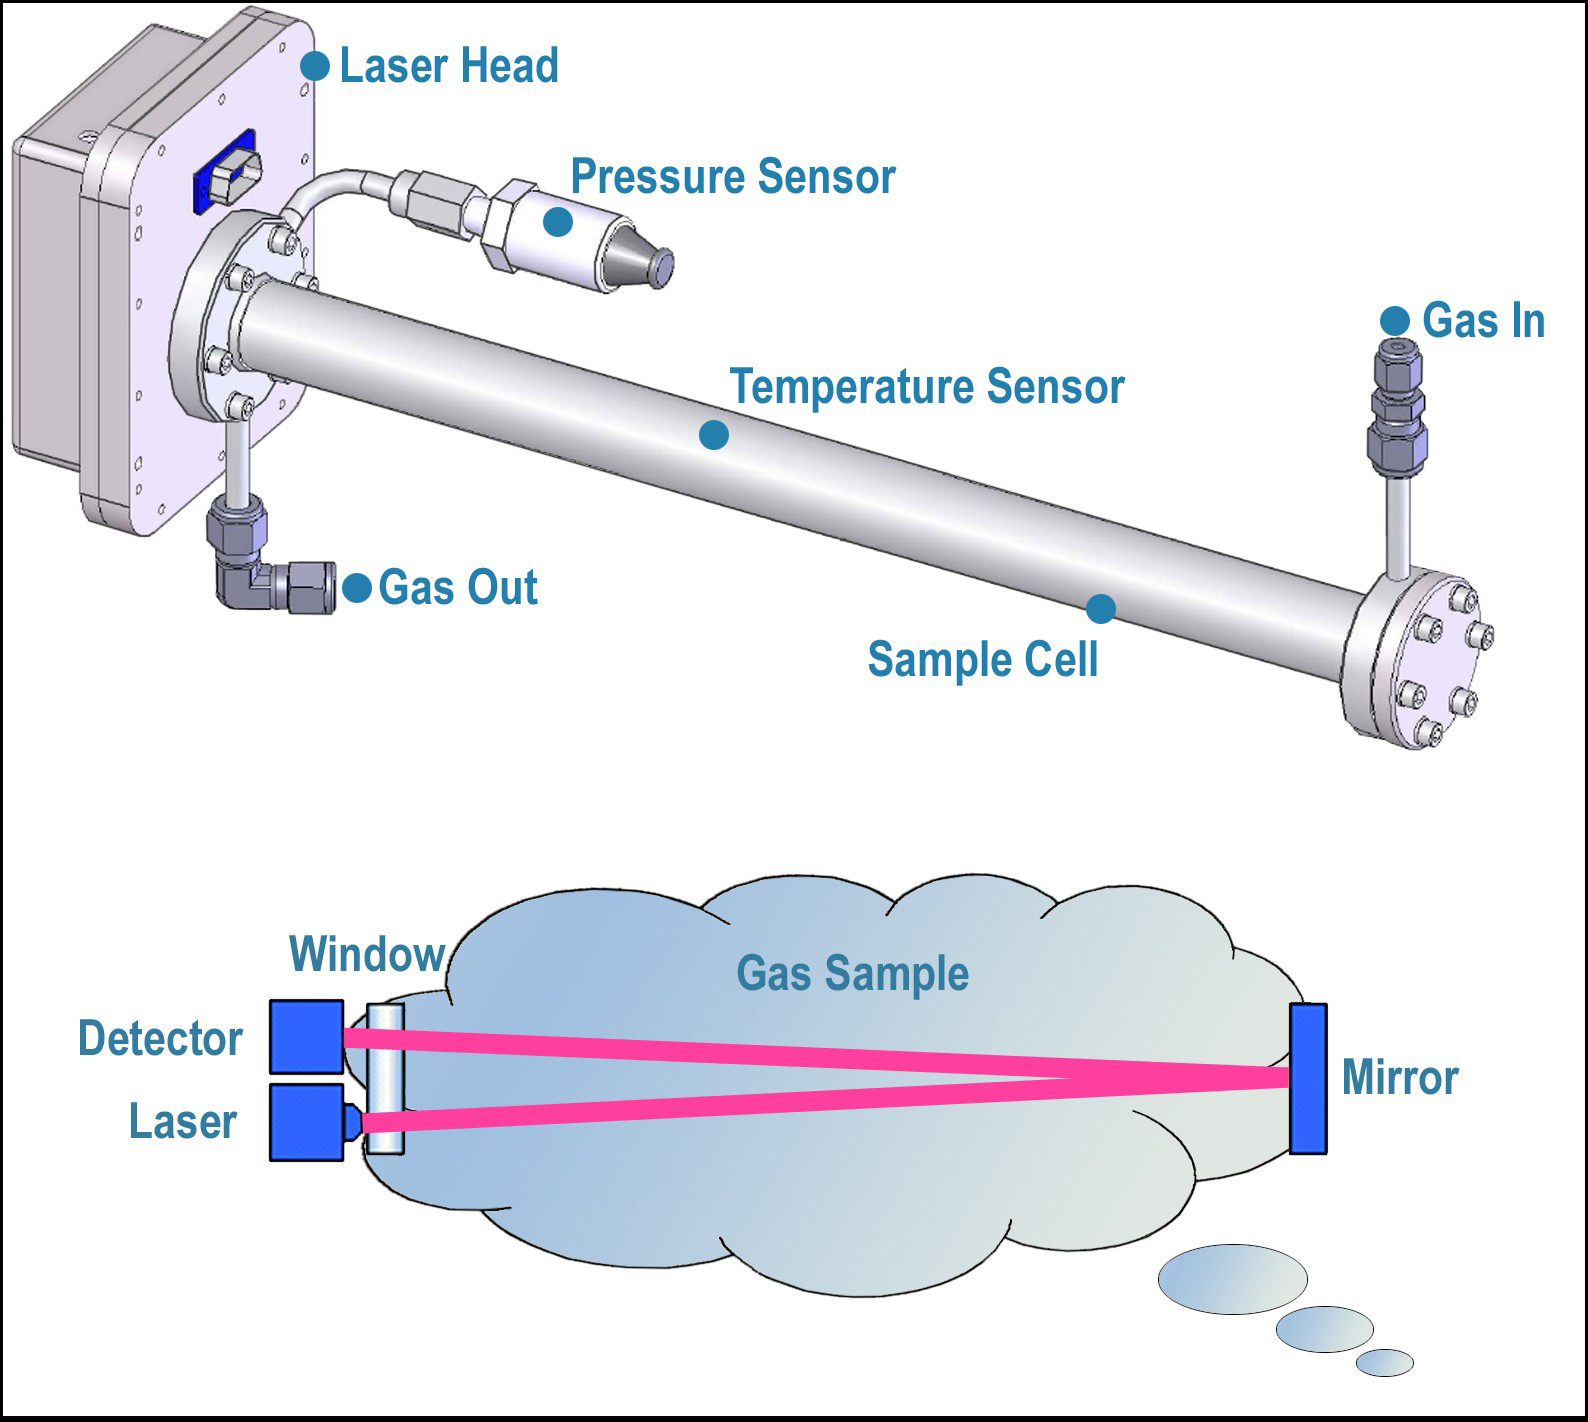 Laser Head
Pressure Sensor
Gas In
Temperature Sensor
Gas Out
Sample Cell
Window
Gas Sample
Detector
Mirror
Laser